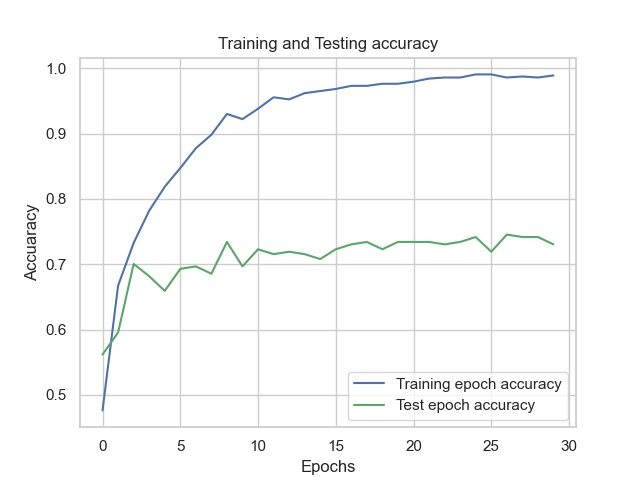 Training and Testing accuracy
1.0
0.9
0.8
0.7
0.6
0.5
Accuaracy
Training epoch accuracy
Test epoch accuracy
0 5 10 15 20 25 30
Epochs